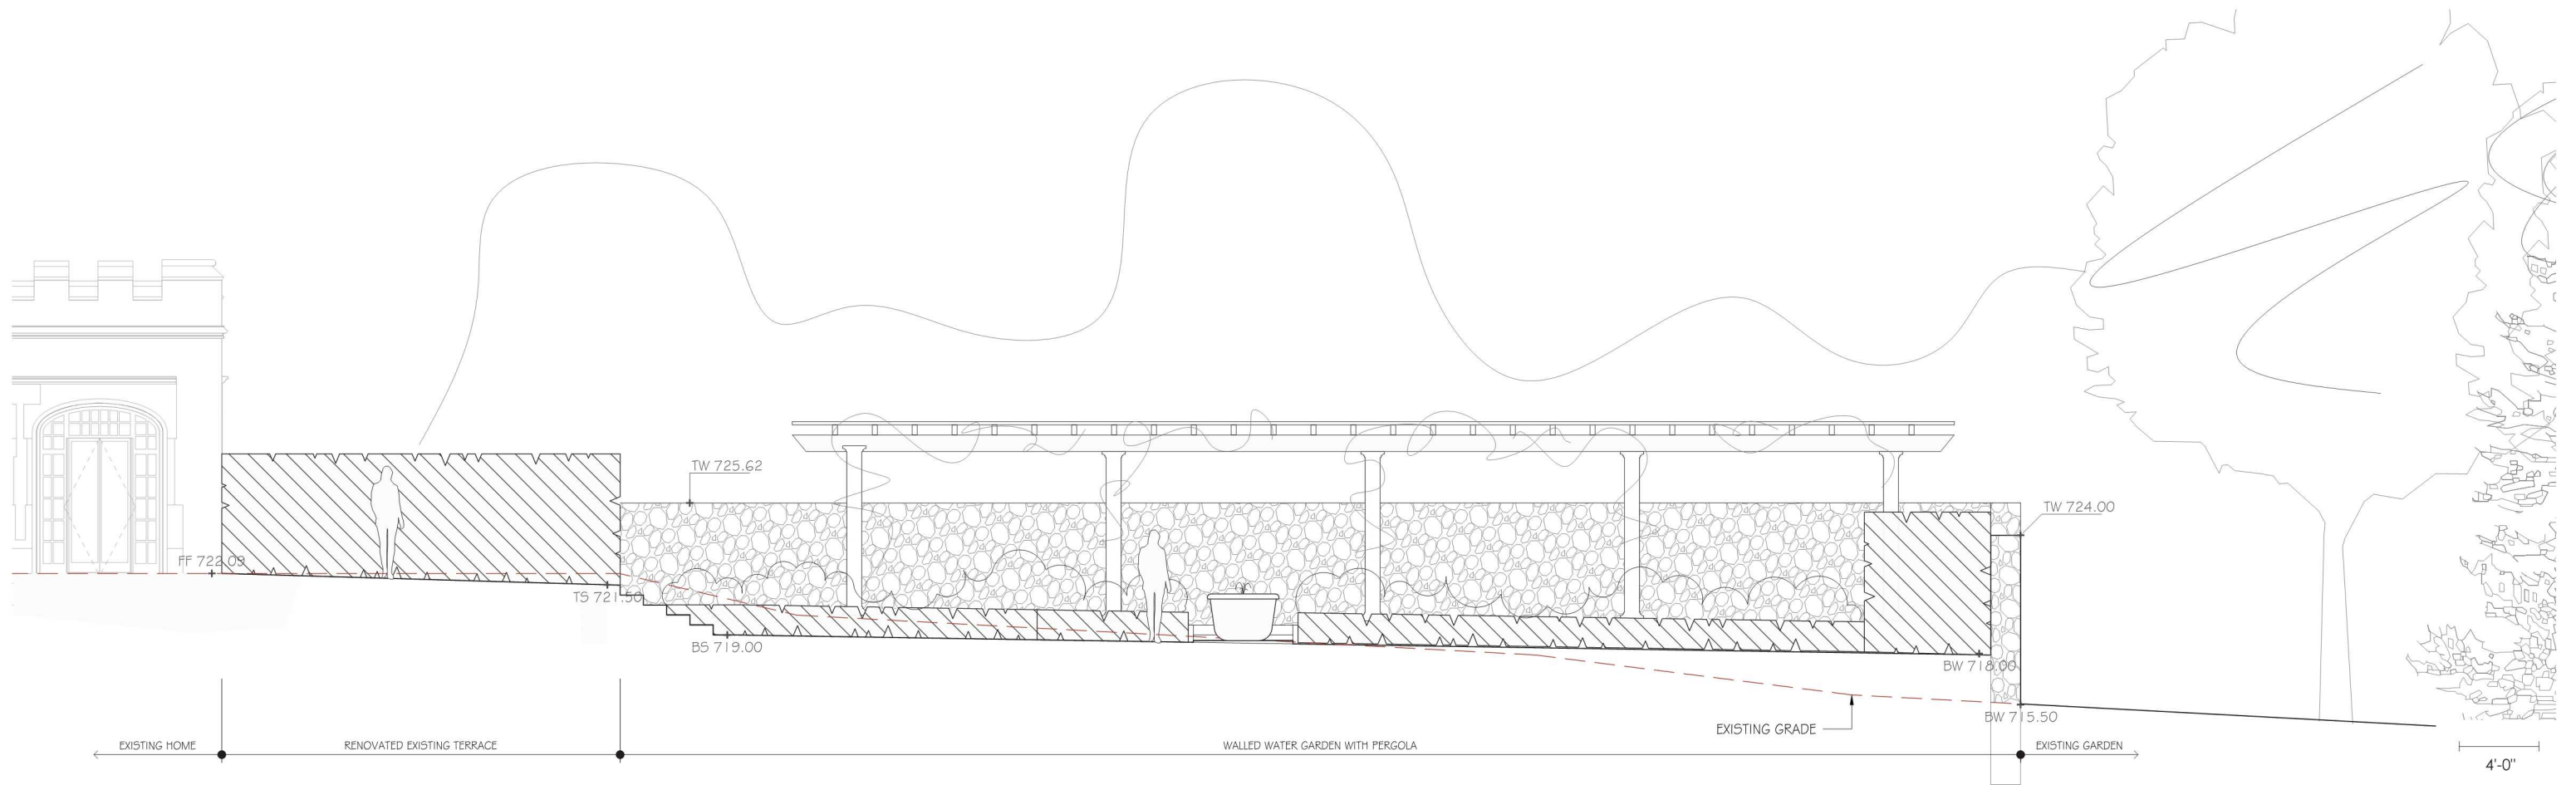 TW 725.62
TW 724.00
FF 722.09
TS 721.50
BS 719.00
BW 718.00
BW 715.50
EXISTING GRADE
EXISTING HOME
RENOVATED EXISTING TERRACE
WALLED WATER GARDEN WITH PERGOLA
EXISTING GARDEN
4'-0"